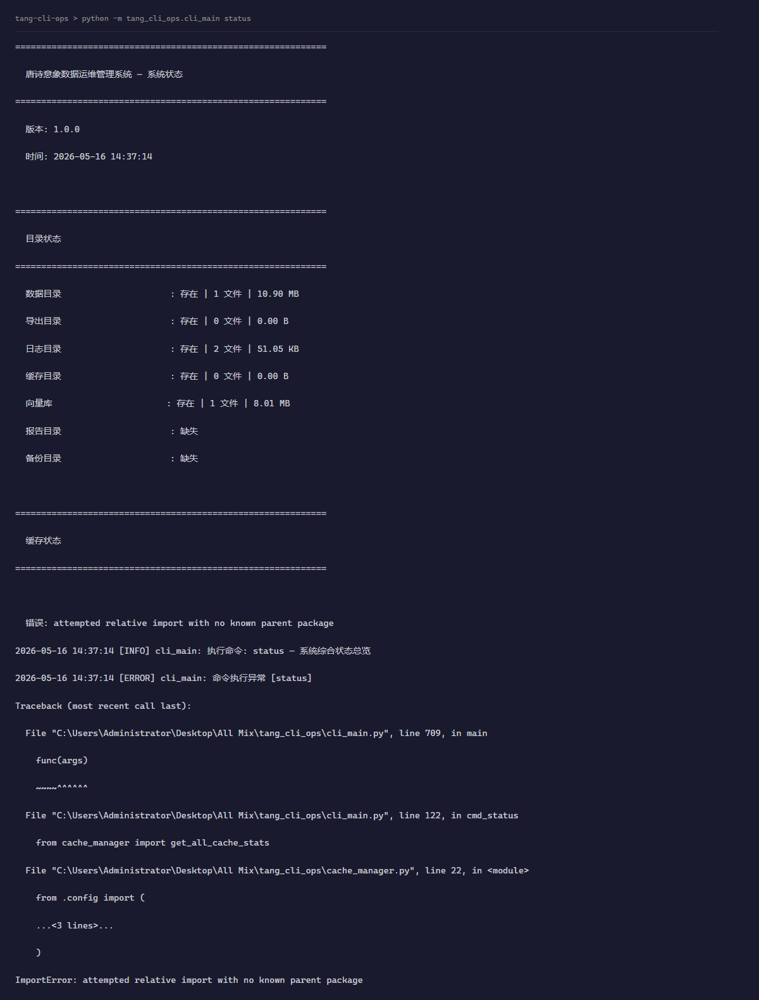 tang-cli-ops > python -m tang_cli_ops.cli_main status
============================================================
唐诗意象数据运维管理系统 - 系统状态
============================================================
版本: 1.0.0
时间: 2026-05-16 14:37:14
============================================================
目录状态
============================================================
数据目录                     : 存在 | 1 文件 | 10.90 MB
导出目录                     : 存在 | 0 文件 | 0.00 B
日志目录                     : 存在 | 2 文件 | 51.05 KB
缓存目录                     : 存在 | 0 文件 | 0.00 B
向量库                      : 存在 | 1 文件 | 8.01 MB
报告目录                     : 缺失
备份目录                     : 缺失
============================================================
缓存状态
============================================================
错误: attempted relative import with no known parent package
2026-05-16 14:37:14 [INFO] cli_main: 执行命令: status - 系统综合状态总览
2026-05-16 14:37:14 [ERROR] cli_main: 命令执行异常 [status]
Traceback (most recent call last):
  File "C:\Users\Administrator\Desktop\All Mix\tang_cli_ops\cli_main.py", line 709, in main
    func(args)
    ~~~~^^^^^^
  File "C:\Users\Administrator\Desktop\All Mix\tang_cli_ops\cli_main.py", line 122, in cmd_status
    from cache_manager import get_all_cache_stats
  File "C:\Users\Administrator\Desktop\All Mix\tang_cli_ops\cache_manager.py", line 22, in <module>
    from .config import (
    ...<3 lines>...
    )
ImportError: attempted relative import with no known parent package